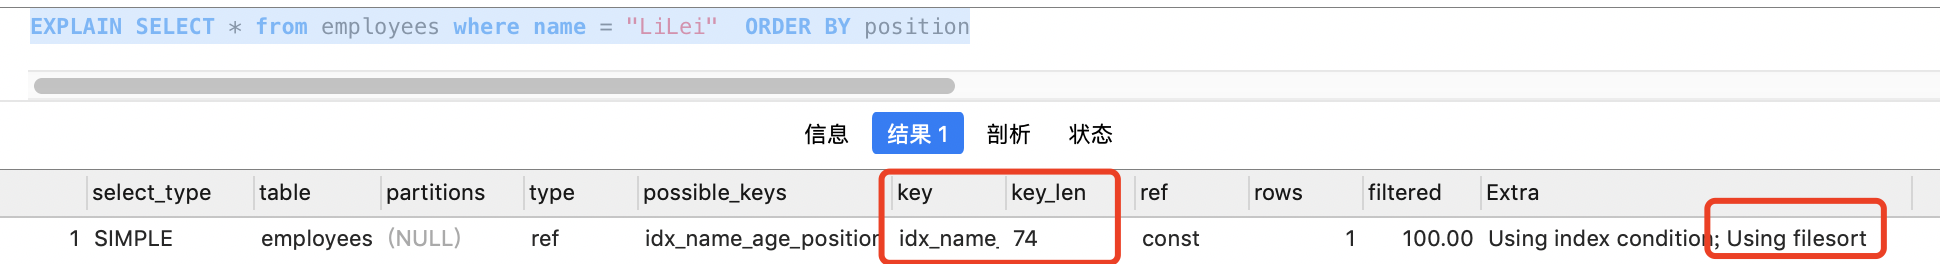 EXPLAIN SELECT * from employees where name = "LiLei"  ORDER BY position
信息 结果 1 剖析 状态
select_type table partitions type possible_keys key key_len ref rows filtered Extra
1 SIMPLE employees (NULL) ref idx_name_age_position idx_name_ 74 const 1 100.00 Using index condition; Using filesort